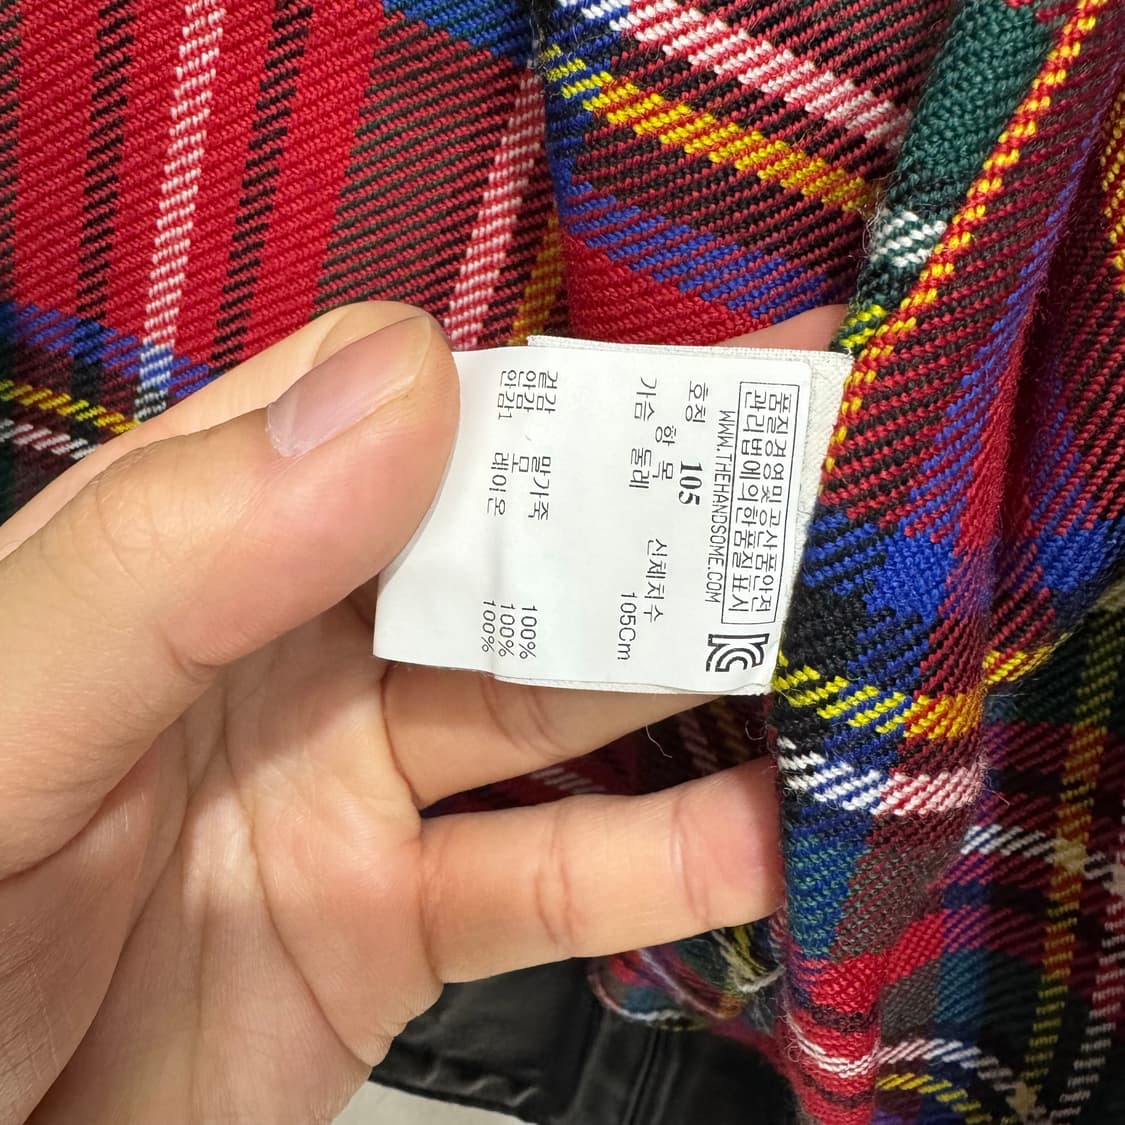 품질경영및공산품안전
관리법에의한품질표시
WWW.THEHANDSOME.COM
호칭 105
항 목 신체치수
가슴 둘레 105Cm
겉감 말가죽 100%
안감 모 100%
안감1 레이온 100%